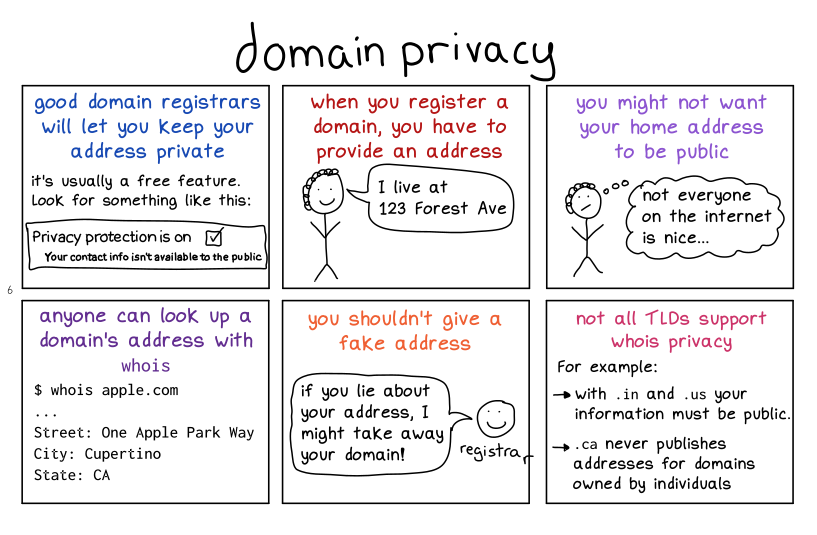 domain privacy
good domain registrars
will let you keep your
address private
it's usually a free feature.
Look for something like this:
Privacy protection is on
Your contact info isn't available to the public
when you register a
domain, you have to
provide an address
I live at
123 Forest Ave
you might not want
your home address
to be public
not everyone
on the internet
is nice...
6
anyone can look up a
domain's address with
whois
$ whois apple.com
...
Street: One Apple Park Way
City: Cupertino
State: CA
you shouldn't give a
fake address
if you lie about
your address, I
might take away
your domain!
registrar
not all TLDs support
whois privacy
For example:
→ with .in and .us your
information must be public.
→ .ca never publishes
addresses for domains
owned by individuals